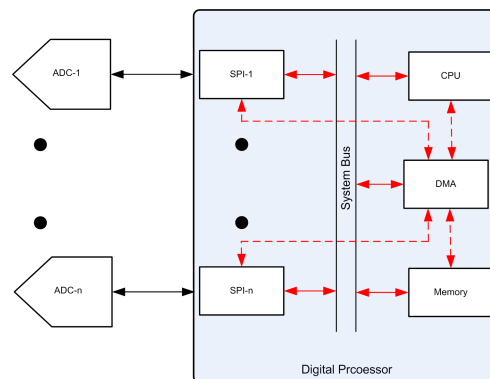 ADC-1
SPI-1
CPU
System Bus
DMA
ADC-n
SPI-n
Memory
Digital Prcoessor